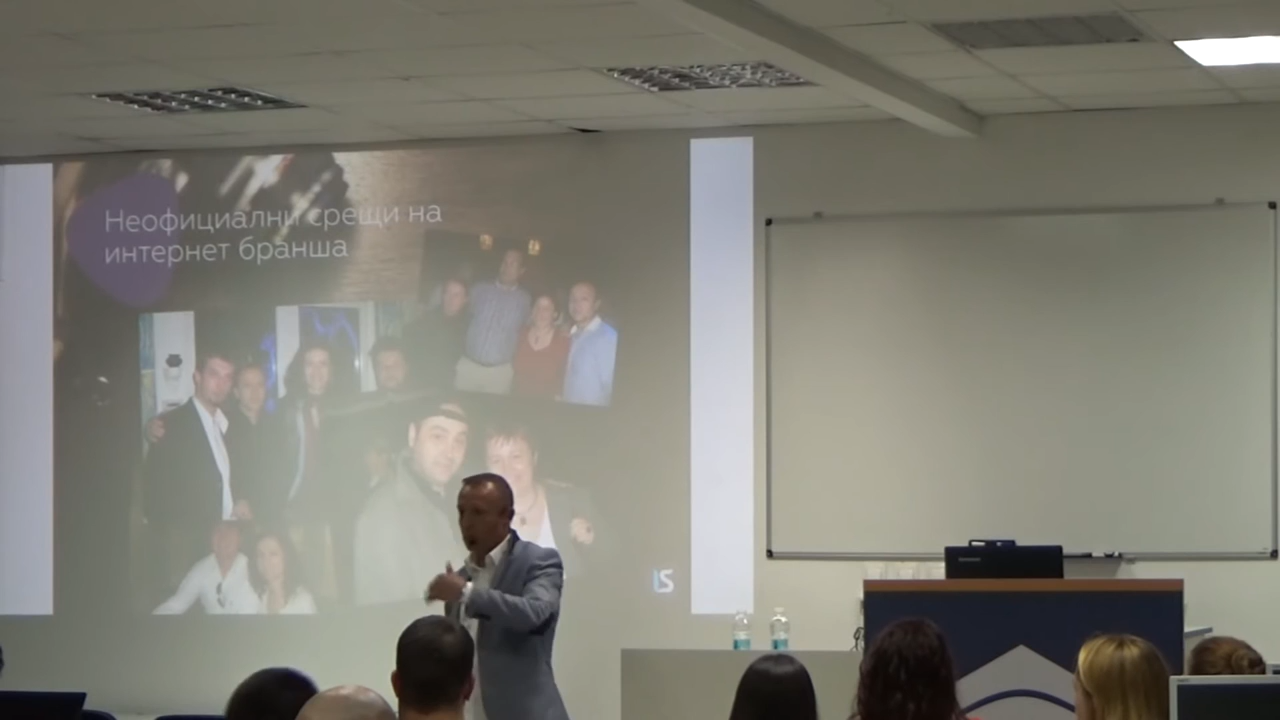 Неофициални срещи на
интернет бранша
IS